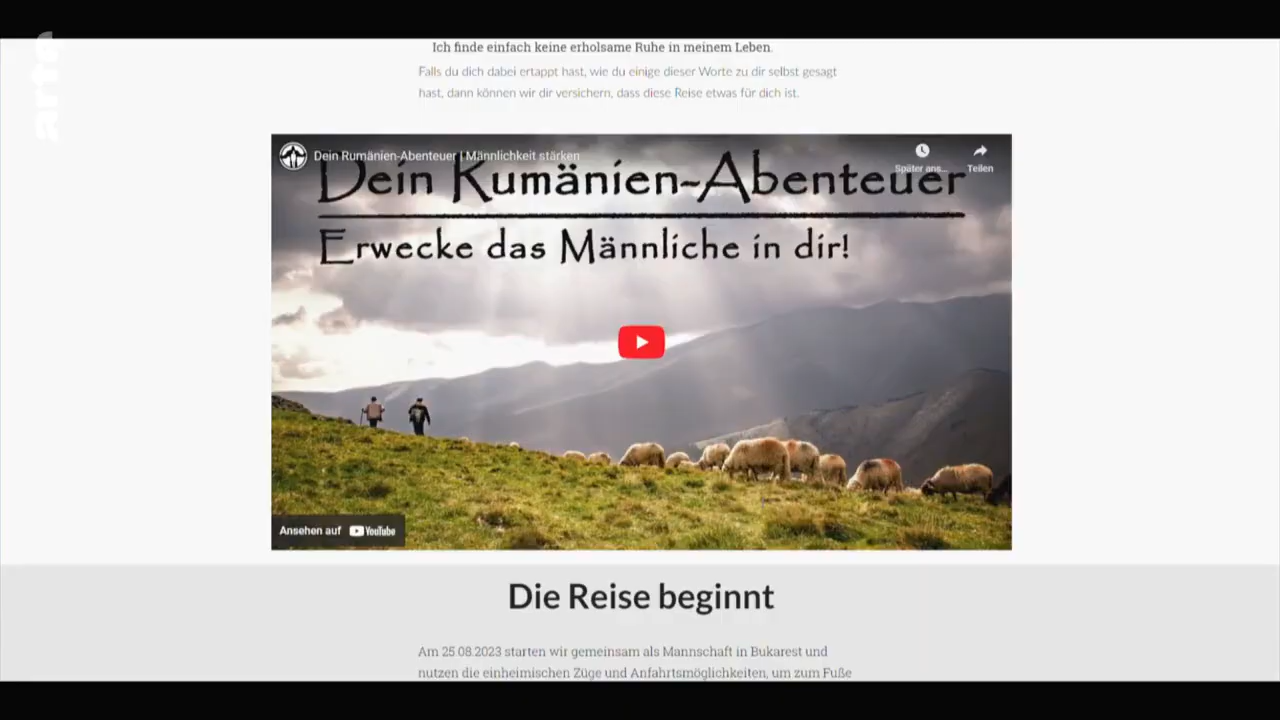 arte
Ich finde einfach keine erholsame Ruhe in meinem Leben.
Falls du dich dabei ertappt hast, wie du einige dieser Worte zu dir selbst gesagt
hast, dann können wir dir versichern, dass diese Reise etwas für dich ist.
Dein Rumänien-Abenteuer | Männlichkeit stärken
Später ans...
Teilen
Dein Rumänien-Abenteuer
Erwecke das Männliche in dir!
Ansehen auf YouTube
Die Reise beginnt
Am 25.08.2023 starten wir gemeinsam als Mannschaft in Bukarest und
nutzen die einheimischen Züge und Anfahrtsmöglichkeiten, um zum Fuße